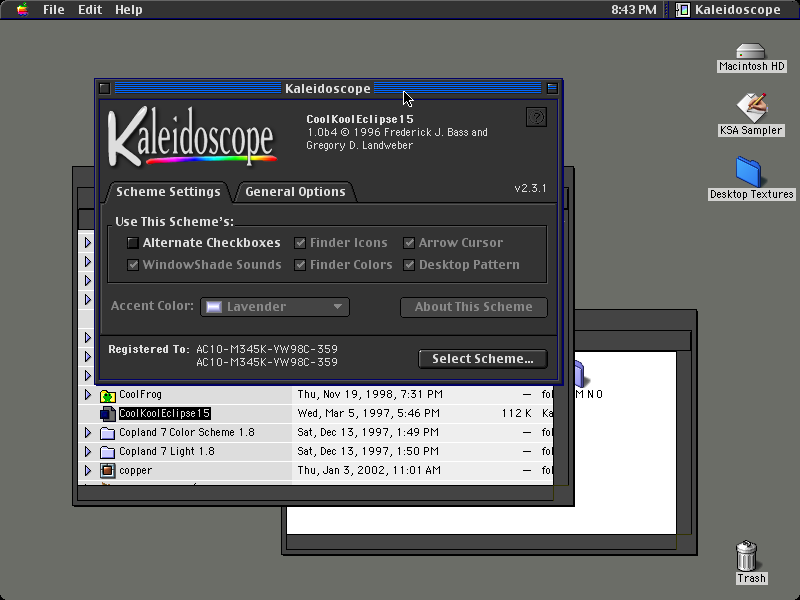 File Edit Help
8:43 PM Kaleidoscope
Macintosh HD
KSA Sampler
Desktop Textures
Kaleidoscope
Kaleidoscope
CoolKoolEclipse15
1.0b4 © 1996 Frederick J. Bass and
Gregory D. Landweber
?
Scheme Settings General Options v2.3.1
Use This Scheme's:
Alternate Checkboxes Finder Icons Arrow Cursor
WindowShade Sounds Finder Colors Desktop Pattern
Accent Color: Lavender About This Scheme
Registered To: AC10-M345K-VW98C-359
AC10-M345K-VW98C-359
Select Scheme...
CoolFrog Thu, Nov 19, 1998, 7:31 PM — fol
M N O
CoolKoolEclipse15 Wed, Mar 5, 1997, 5:46 PM 112 K Ka
Copland 7 Color Scheme 1.8 Sat, Dec 13, 1997, 1:49 PM — fol
Copland 7 Light 1.8 Sat, Dec 13, 1997, 1:50 PM — fol
copper Thu, Jan 3, 2002, 11:01 AM — fol
Trash